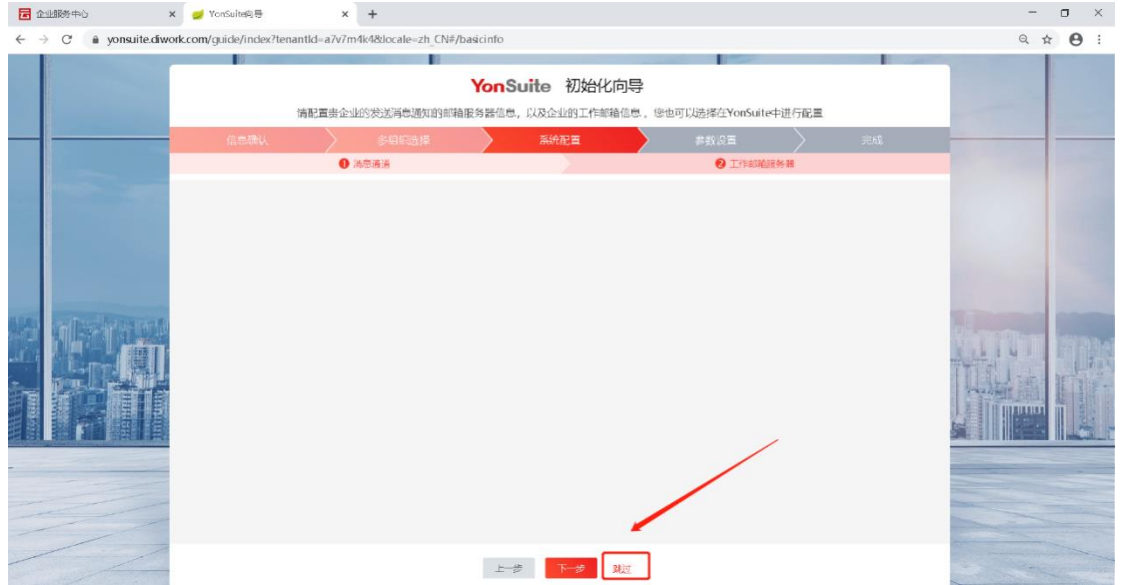 企业服务中心
YonSuite向导
yonsuite.diwork.com/guide/index?tenantId=a7v7m4k4&locale=zh_CN#/basicinfo
YonSuite 初始化向导
请配置贵企业的发送消息通知的邮箱服务器信息，以及企业的工作邮箱信息，您也可以选择在YonSuite中进行配置
信息确认 多组织选择 系统配置 参数设置 完成
1 消息通道 2 工作邮箱服务器
上一步 下一步 跳过